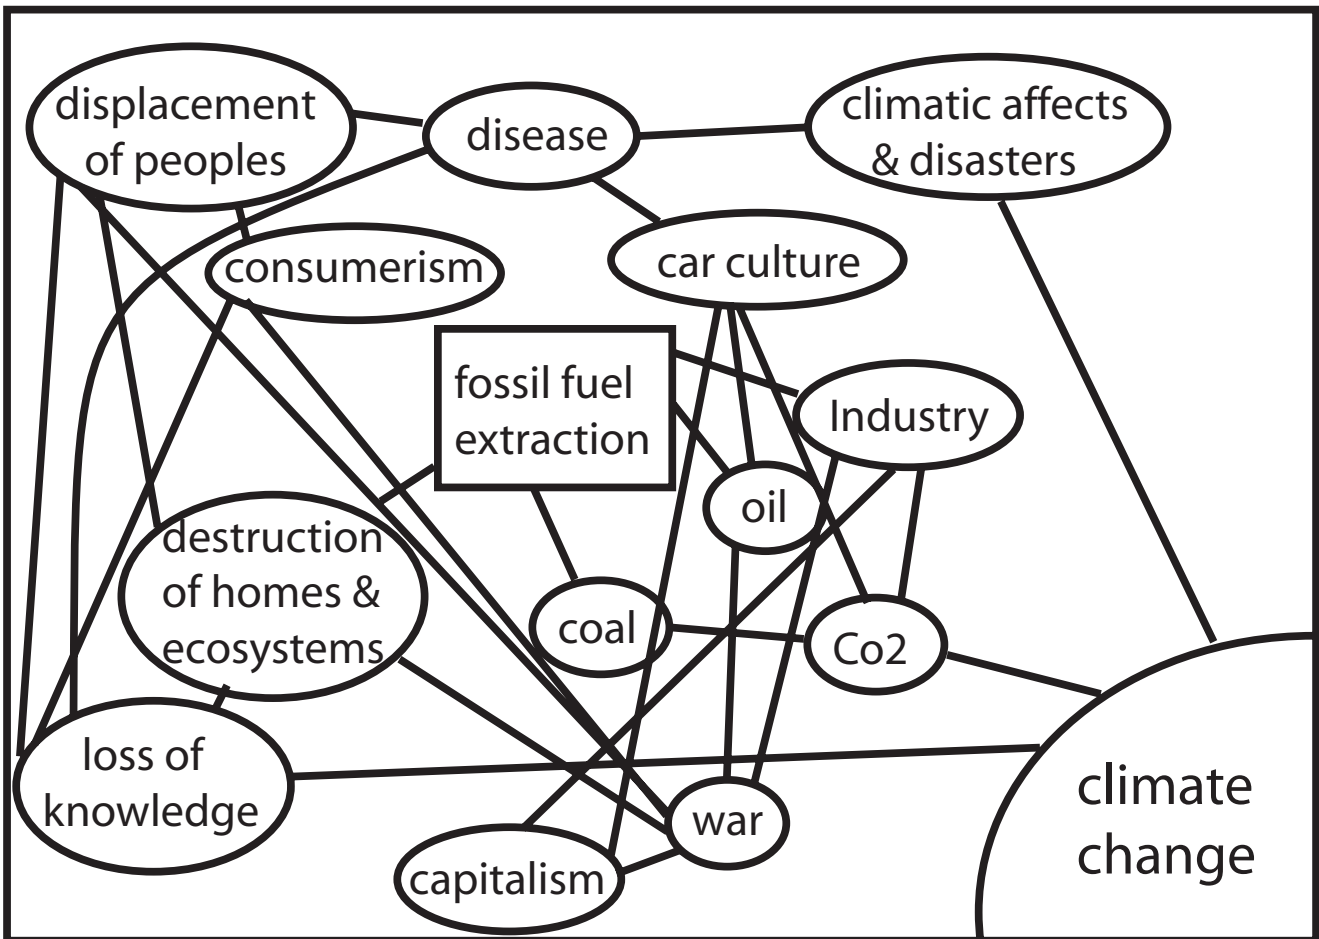 displacement
of peoples
disease
climatic affects
& disasters
consumerism
car culture
fossil fuel
extraction
Industry
oil
destruction
of homes &
ecosystems
coal
Co2
loss of
knowledge
war
capitalism
climate
change